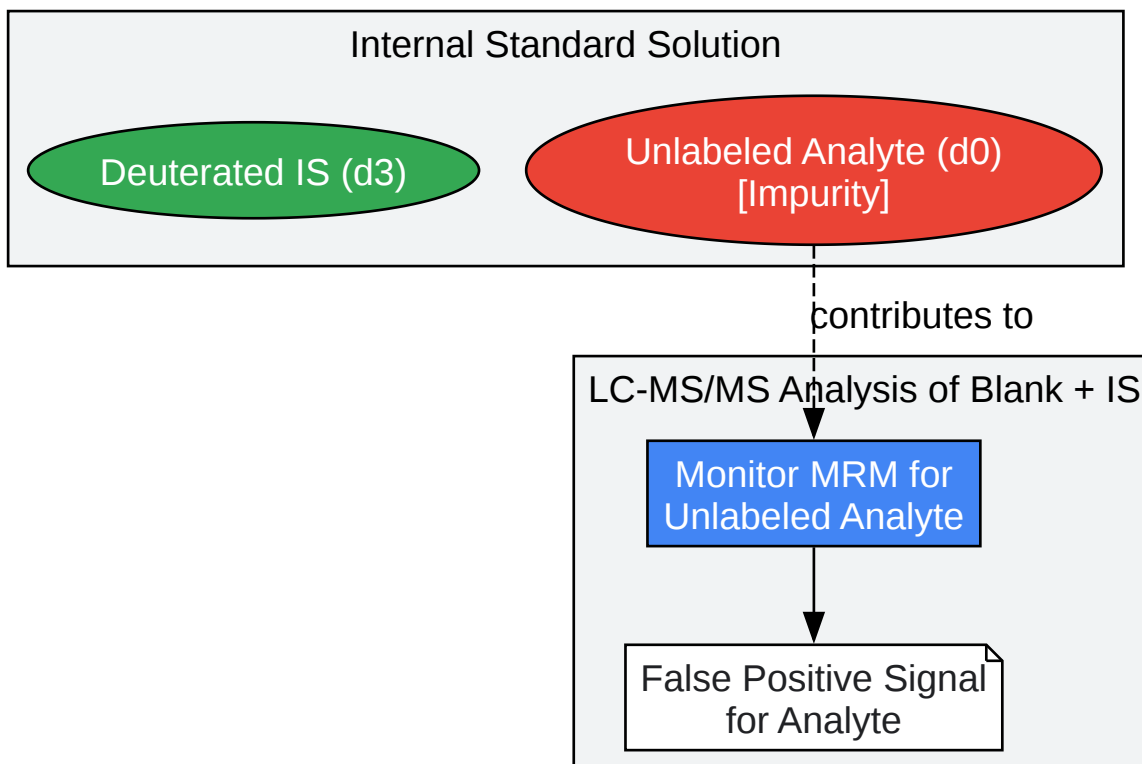 Internal Standard Solution
Deuterated IS (d3)
Unlabeled Analyte (d0)
[Impurity]
contributes to
LC-MS/MS Analysis of Blank + IS
Monitor MRM for
Unlabeled Analyte
False Positive Signal
for Analyte